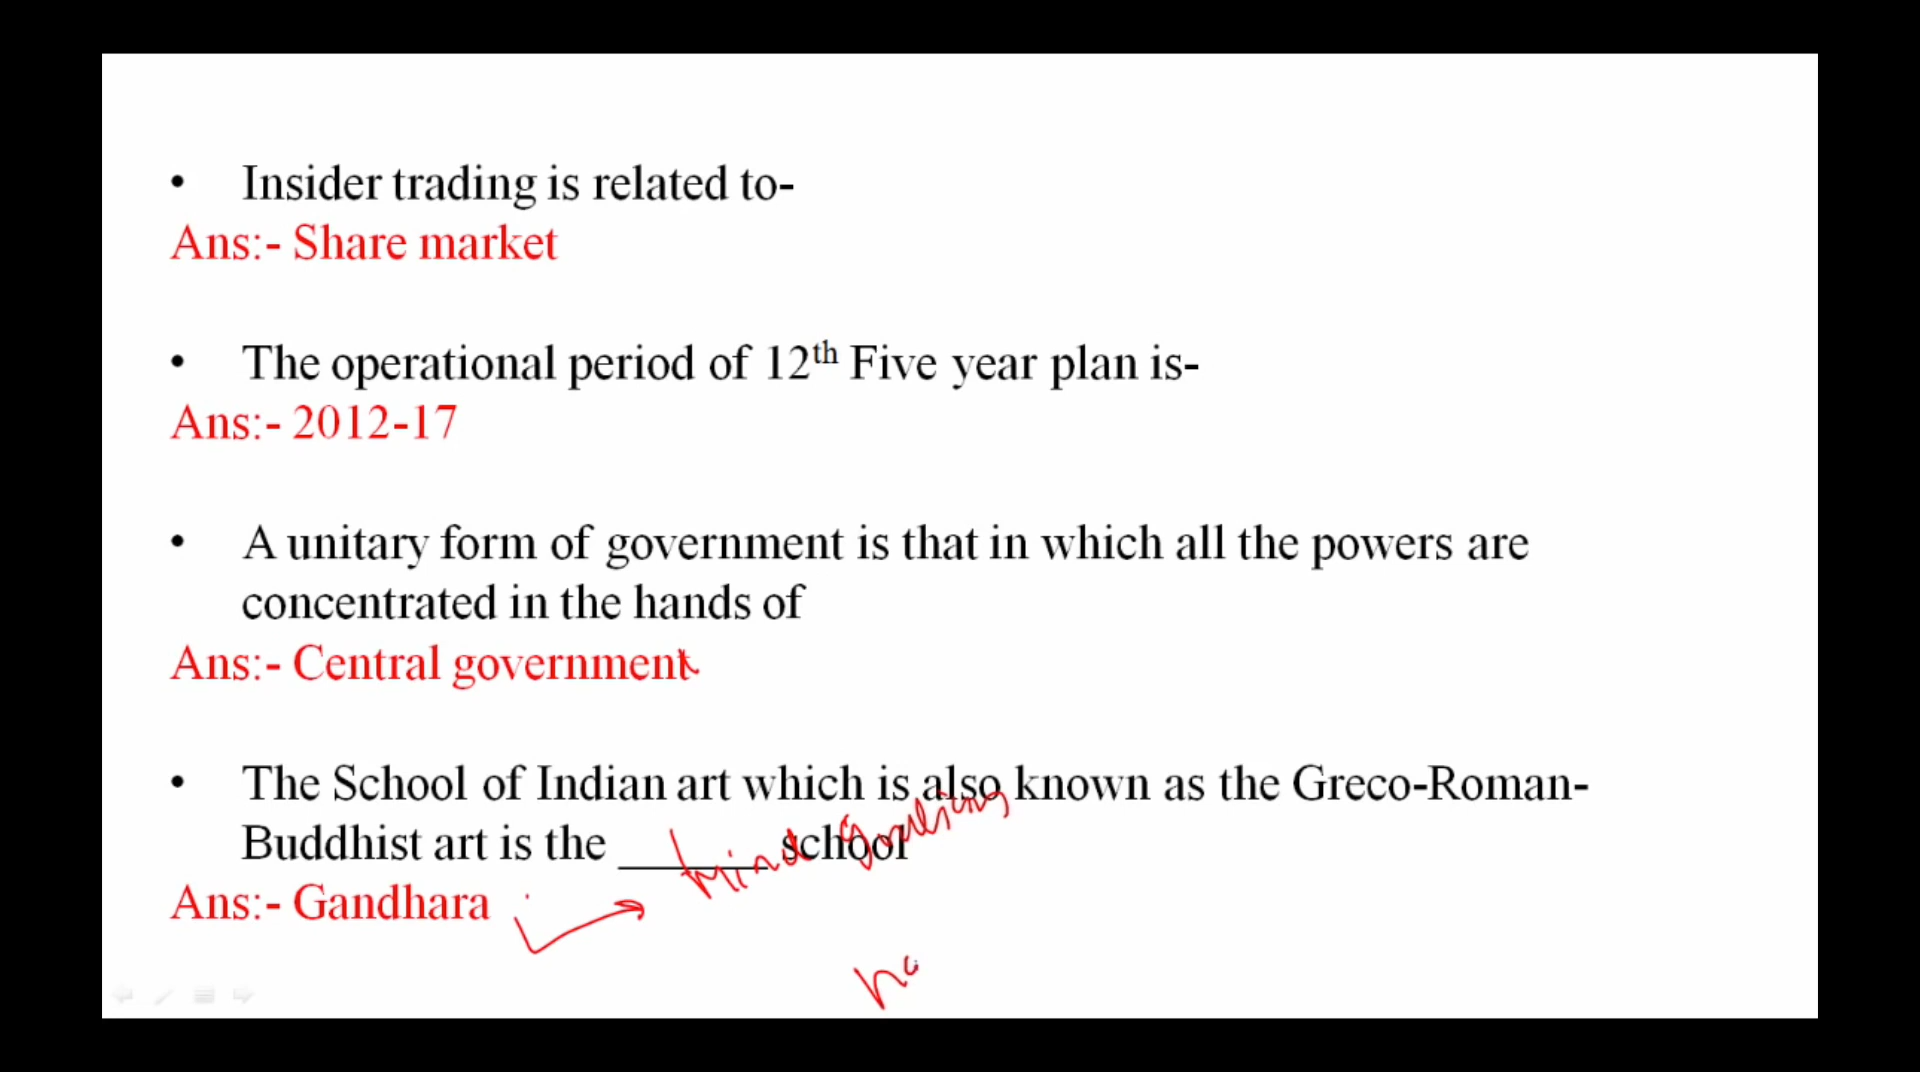 • Insider trading is related to-
Ans:- Share market
• The operational period of 12th Five year plan is-
Ans:- 2012-17
• A unitary form of government is that in which all the powers are
concentrated in the hands of
Ans:- Central government
• The School of Indian art which is also known as the Greco-Roman-
Buddhist art is the ______ school
Ans:- Gandhara